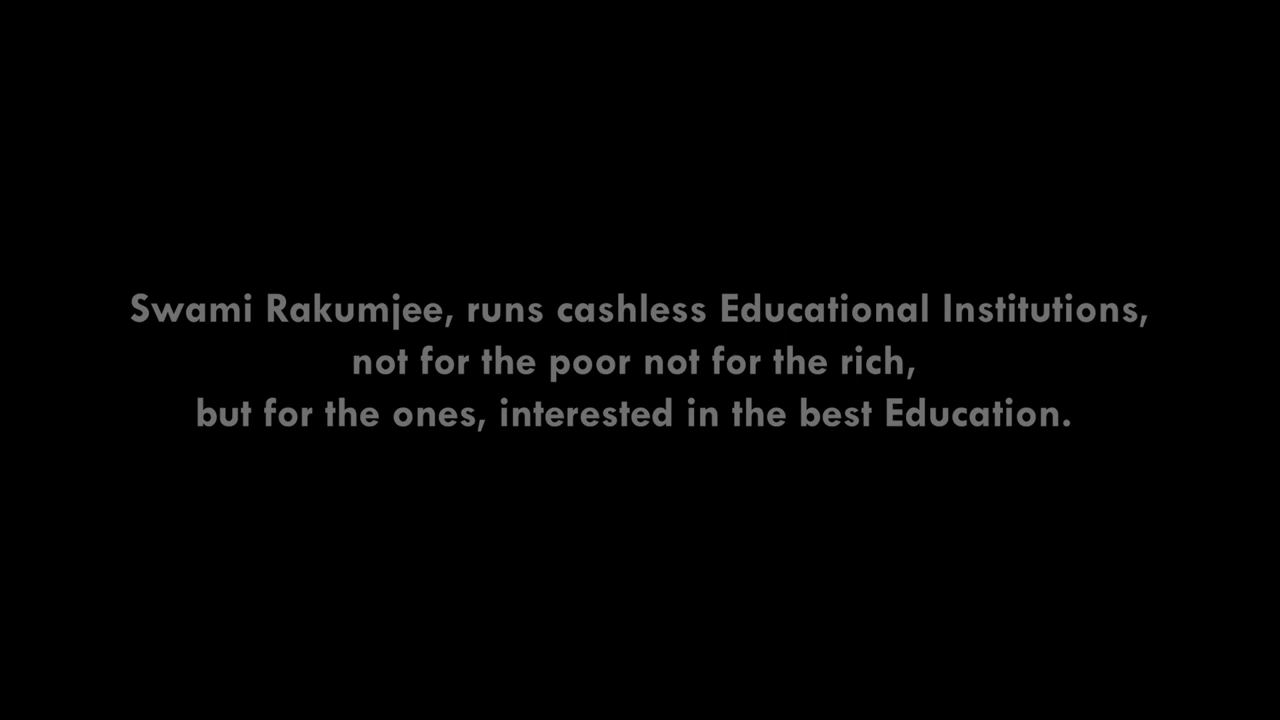 Swami Rakumjee, runs cashless Educational Institutions,
not for the poor not for the rich,
but for the ones, interested in the best Education.